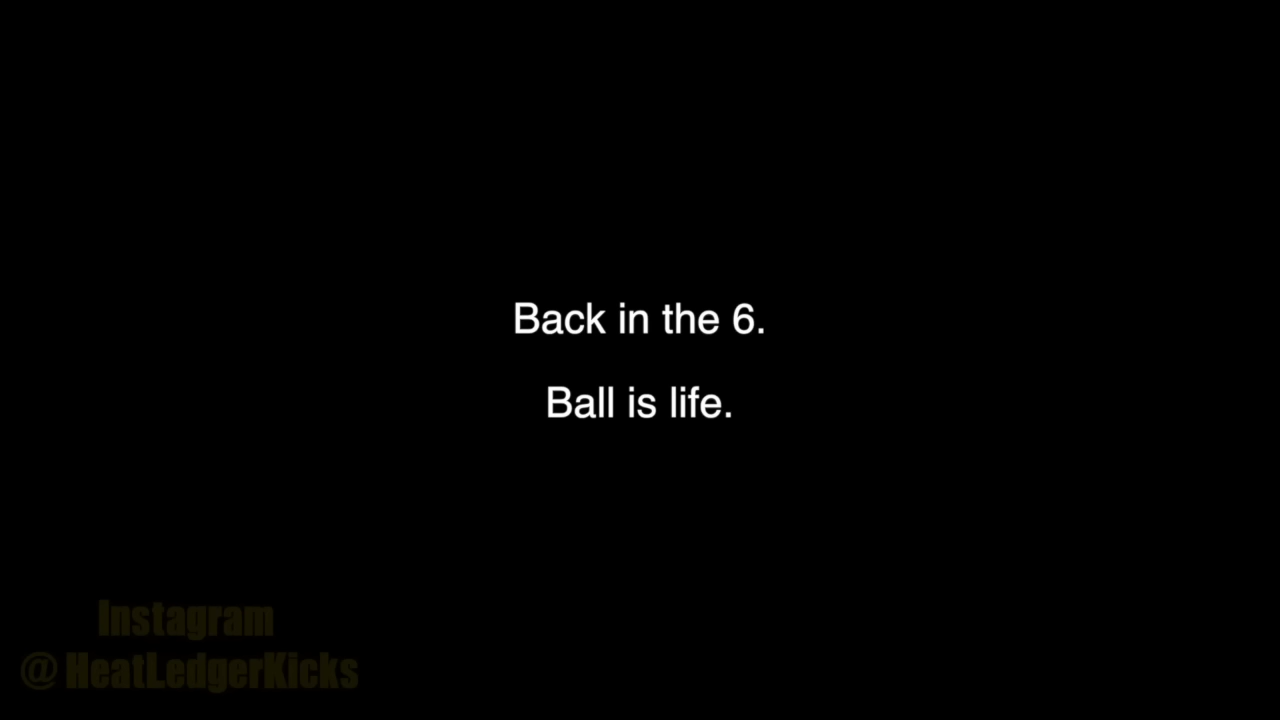 Back in the 6.
Ball is life.
Instagram
@HeatLedgerKicks